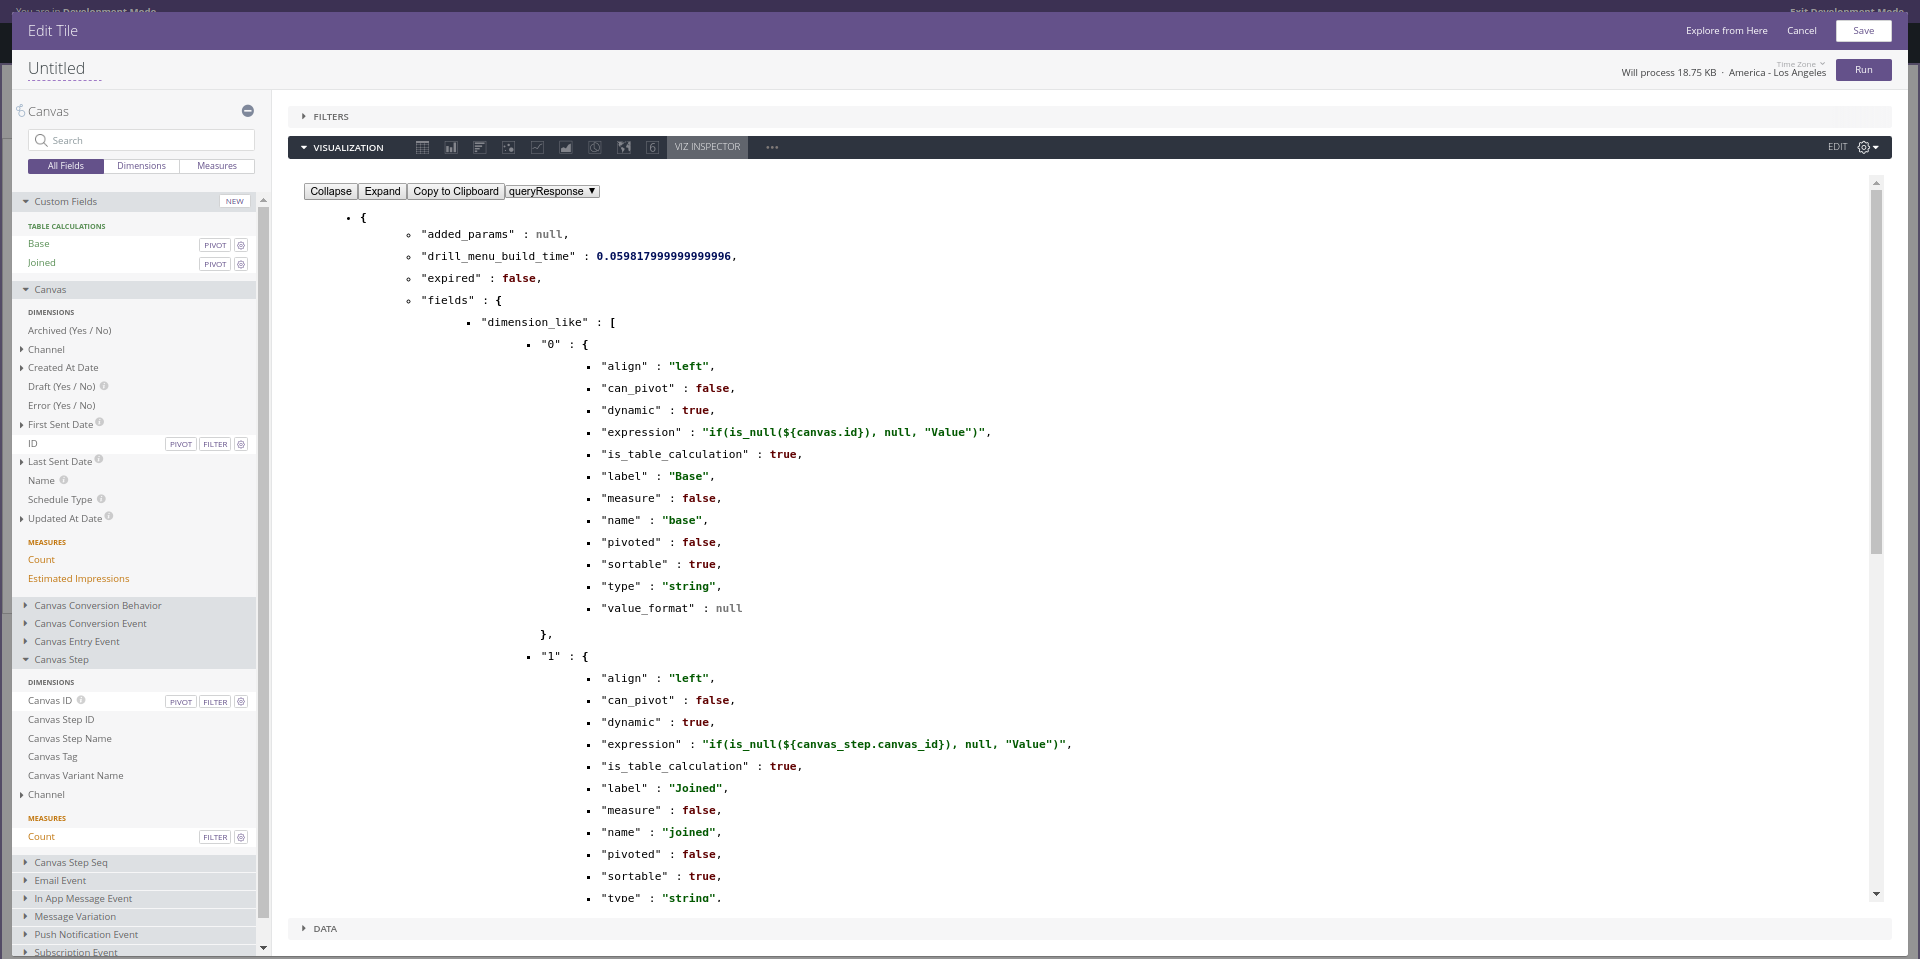 You are in Development Mode
Exit Development Mode
Edit Tile
Explore from Here
Cancel
Save
Untitled
Will process 18.75 KB · America - Los Angeles
Time Zone
Run
Canvas
Search
All Fields
Dimensions
Measures
Custom Fields
NEW
TABLE CALCULATIONS
Base
PIVOT
Joined
PIVOT
Canvas
DIMENSIONS
Archived (Yes / No)
Channel
Created At Date
Draft (Yes / No)
Error (Yes / No)
First Sent Date
ID
PIVOT
FILTER
Last Sent Date
Name
Schedule Type
Updated At Date
MEASURES
Count
Estimated Impressions
Canvas Conversion Behavior
Canvas Conversion Event
Canvas Entry Event
Canvas Step
DIMENSIONS
Canvas ID
PIVOT
FILTER
Canvas Step ID
Canvas Step Name
Canvas Tag
Canvas Variant Name
Channel
MEASURES
Count
FILTER
Canvas Step Seq
Email Event
In App Message Event
Message Variation
Push Notification Event
Subscription Event
FILTERS
VISUALIZATION
6
VIZ INSPECTOR
EDIT
Collapse
Expand
Copy to Clipboard
queryResponse
{
"added_params" : null,
"drill_menu_build_time" : 0.059817999999999996,
"expired" : false,
"fields" : {
"dimension_like" : [
"0" : {
"align" : "left",
"can_pivot" : false,
"dynamic" : true,
"expression" : "if(is_null(${canvas.id}), null, "Value")",
"is_table_calculation" : true,
"label" : "Base",
"measure" : false,
"name" : "base",
"pivoted" : false,
"sortable" : true,
"type" : "string",
"value_format" : null
},
"1" : {
"align" : "left",
"can_pivot" : false,
"dynamic" : true,
"expression" : "if(is_null(${canvas_step.canvas_id}), null, "Value")",
"is_table_calculation" : true,
"label" : "Joined",
"measure" : false,
"name" : "joined",
"pivoted" : false,
"sortable" : true,
"type" : "string",
DATA